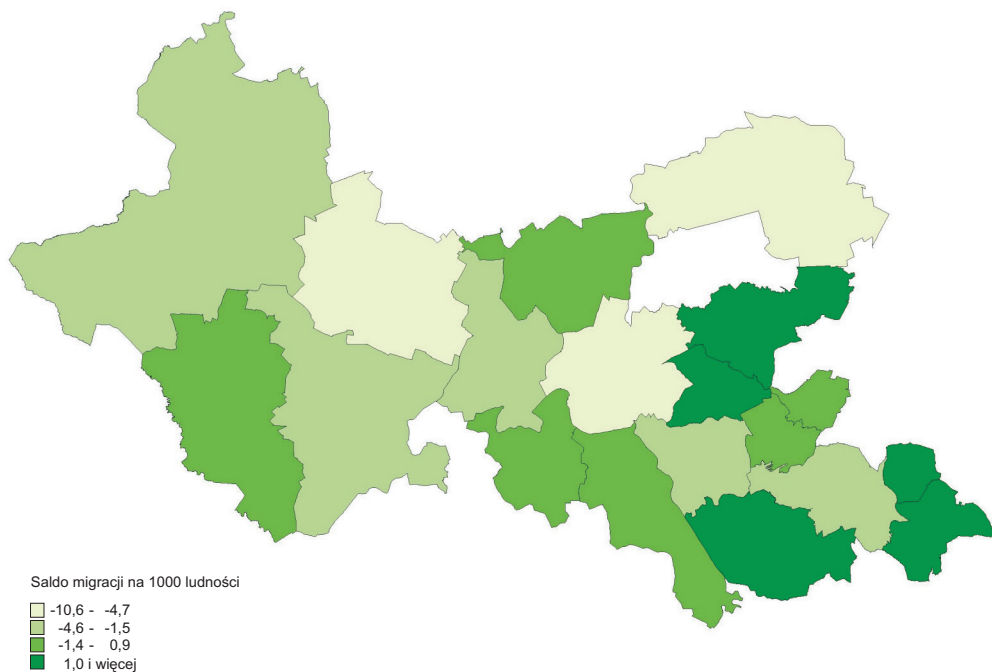 Saldo migracji na 1000 ludności
-10,6 - -4,7
-4,6 - -1,5
-1,4 - 0,9
1,0 i więcej